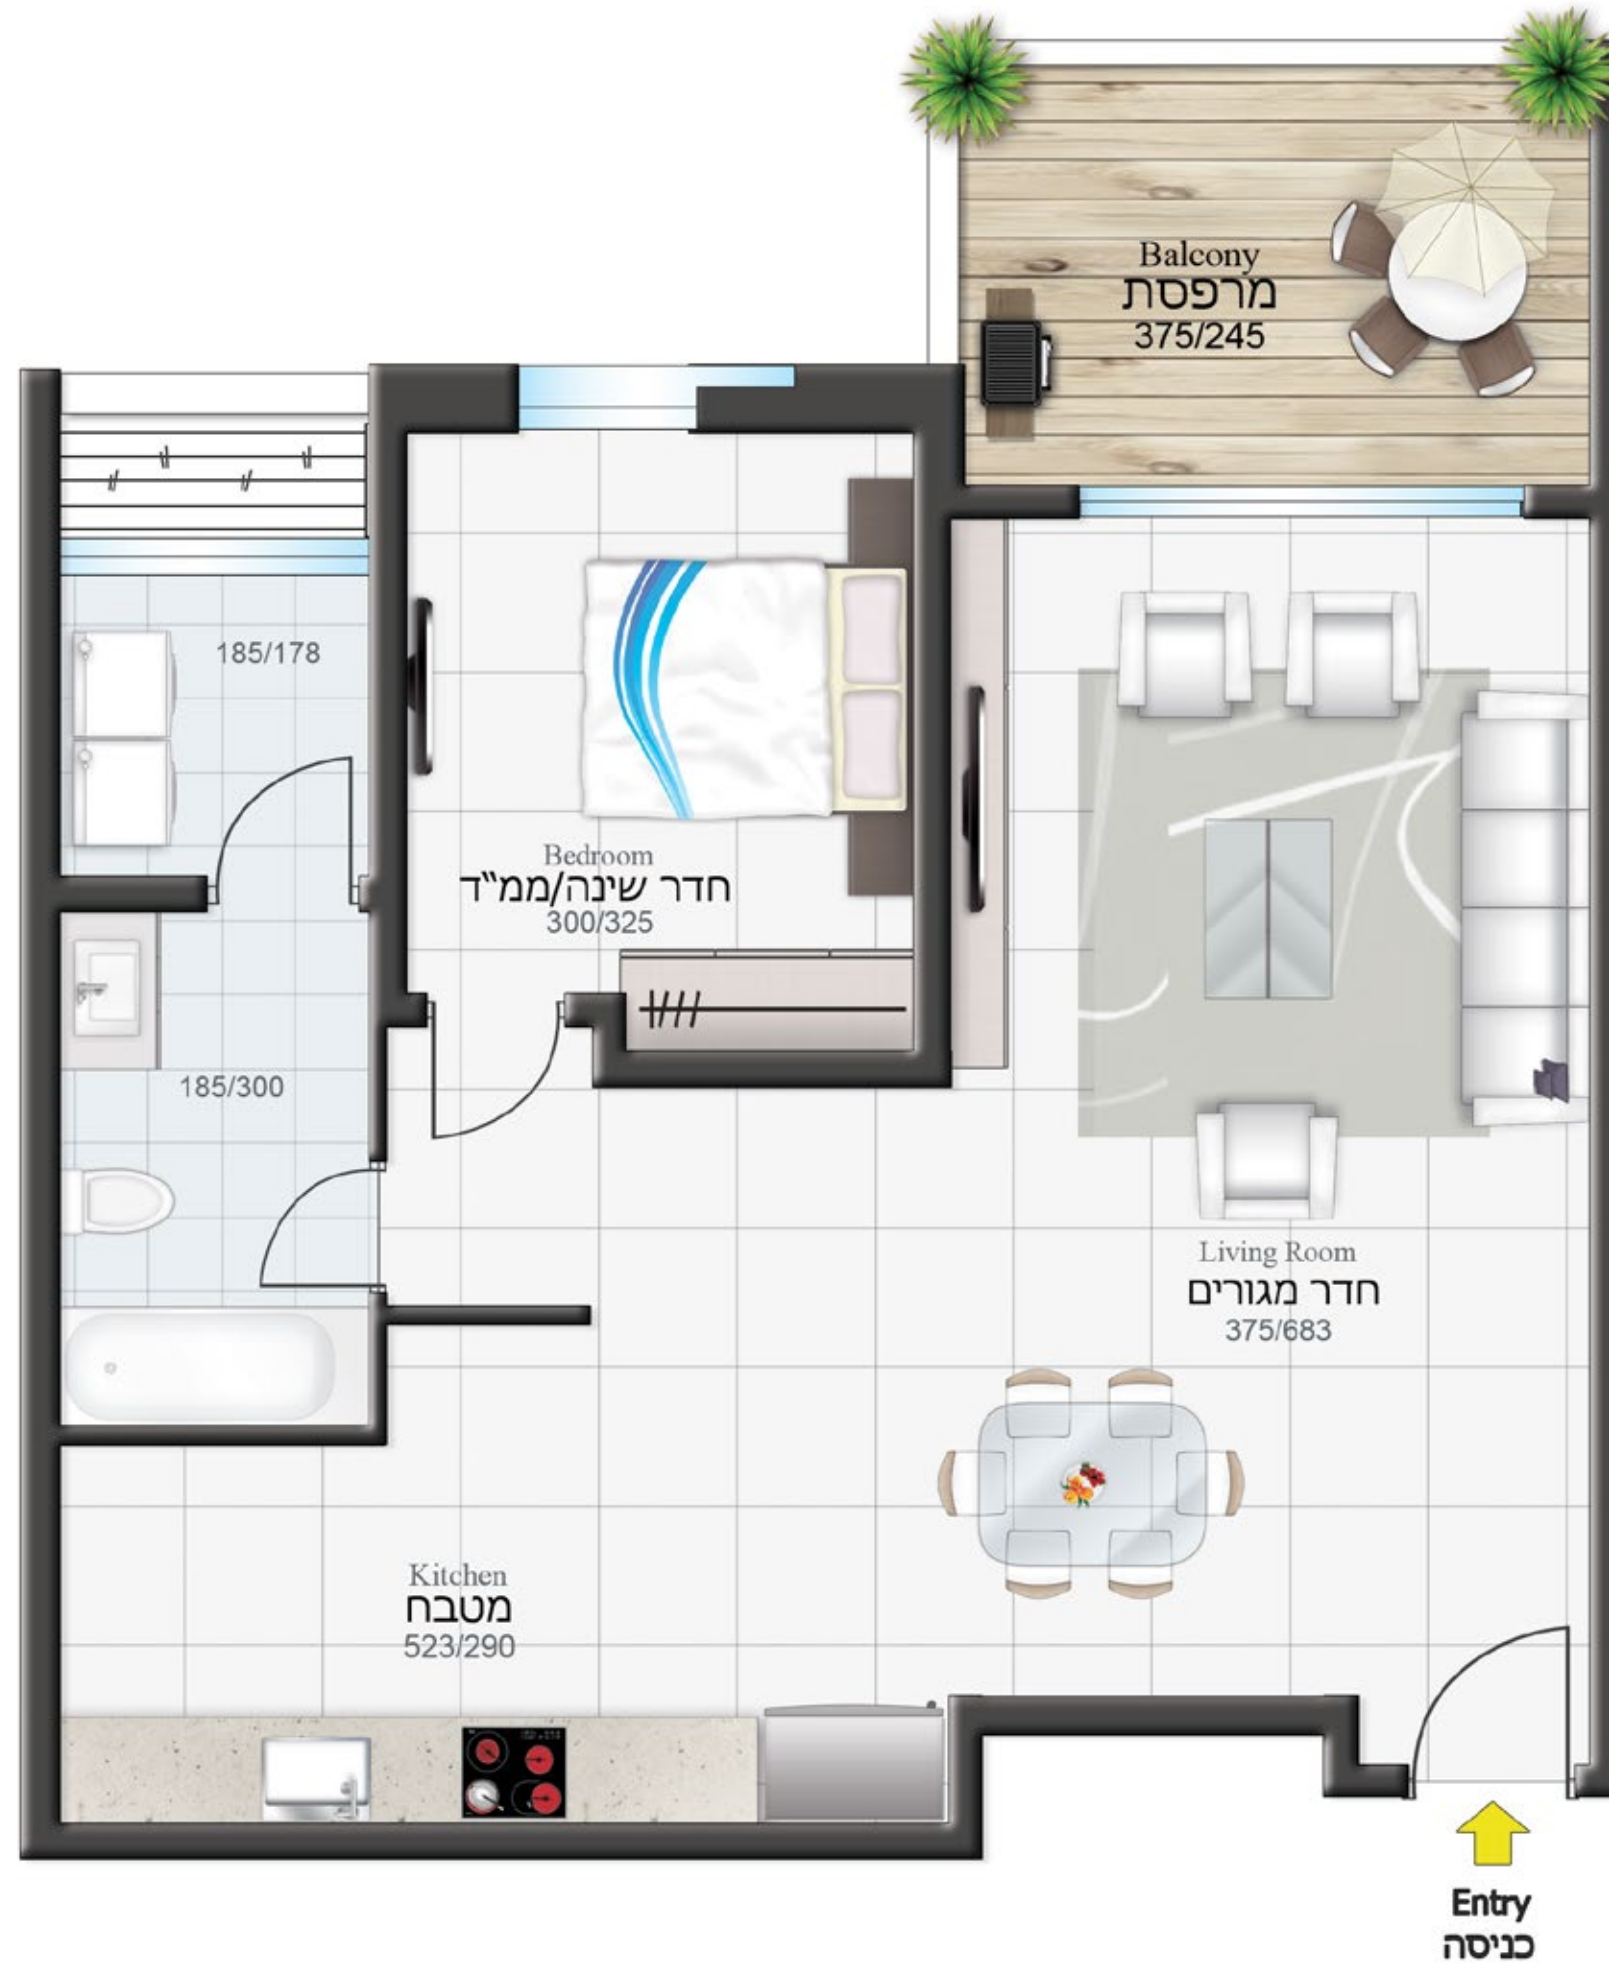 Balcony
מרפסת
375/245
185/178
Bedroom
חדר שינה/ממ"ד
300/325
185/300
Living Room
חדר מגורים
375/683
Kitchen
מטבח
523/290
Entry
כניסה